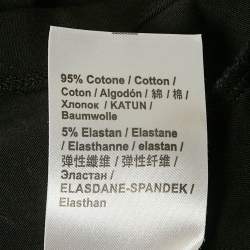 95% Cotone / Cotton /
Coton / Algodón / 綿 / 棉 /
Хлопок / KATUN /
Baumwolle
5% Elastan / Elastane
/ Elasthanne / elastan /
弹性纖維 / 弹性纤维 /
Эластан /
ELASDANE-SPANDEK /
Elasthan